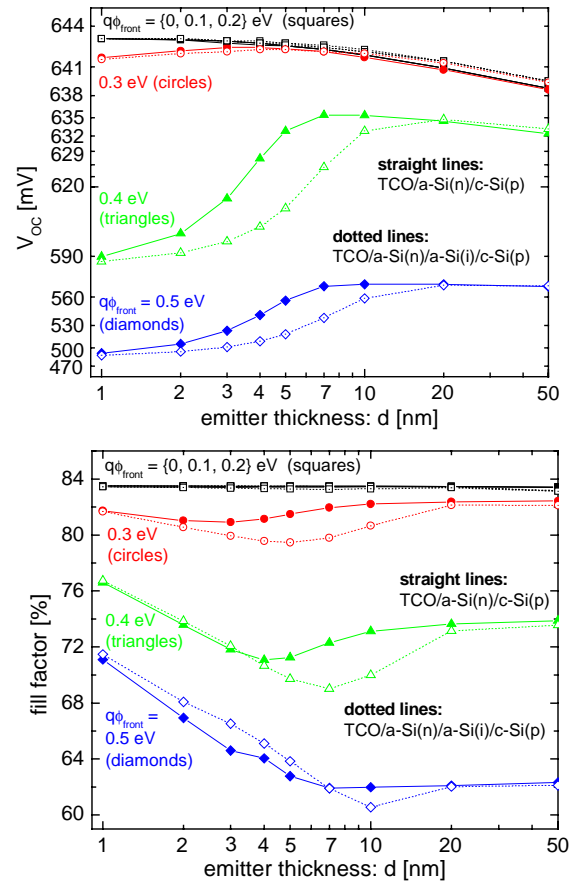 qϕfront = {0, 0.1, 0.2} eV (squares)
644
641
638
635
632
629
620
590
560
530
500
470
VOC [mV]
0.3 eV (circles)
0.4 eV
(triangles)
straight lines:
TCO/a-Si(n)/c-Si(p)
dotted lines:
TCO/a-Si(n)/a-Si(i)/c-Si(p)
qϕfront = 0.5 eV
(diamonds)
1 2 3 4 5 7 10 20 50
emitter thickness: d [nm]
qϕfront = {0, 0.1, 0.2} eV (squares)
84
80
76
72
68
64
60
fill factor [%]
0.3 eV
(circles)
0.4 eV
(triangles)
straight lines:
TCO/a-Si(n)/c-Si(p)
dotted lines:
TCO/a-Si(n)/a-Si(i)/c-Si(p)
qϕfront =
0.5 eV
(diamonds)
1 2 3 4 5 7 10 20 50
emitter thickness: d [nm]